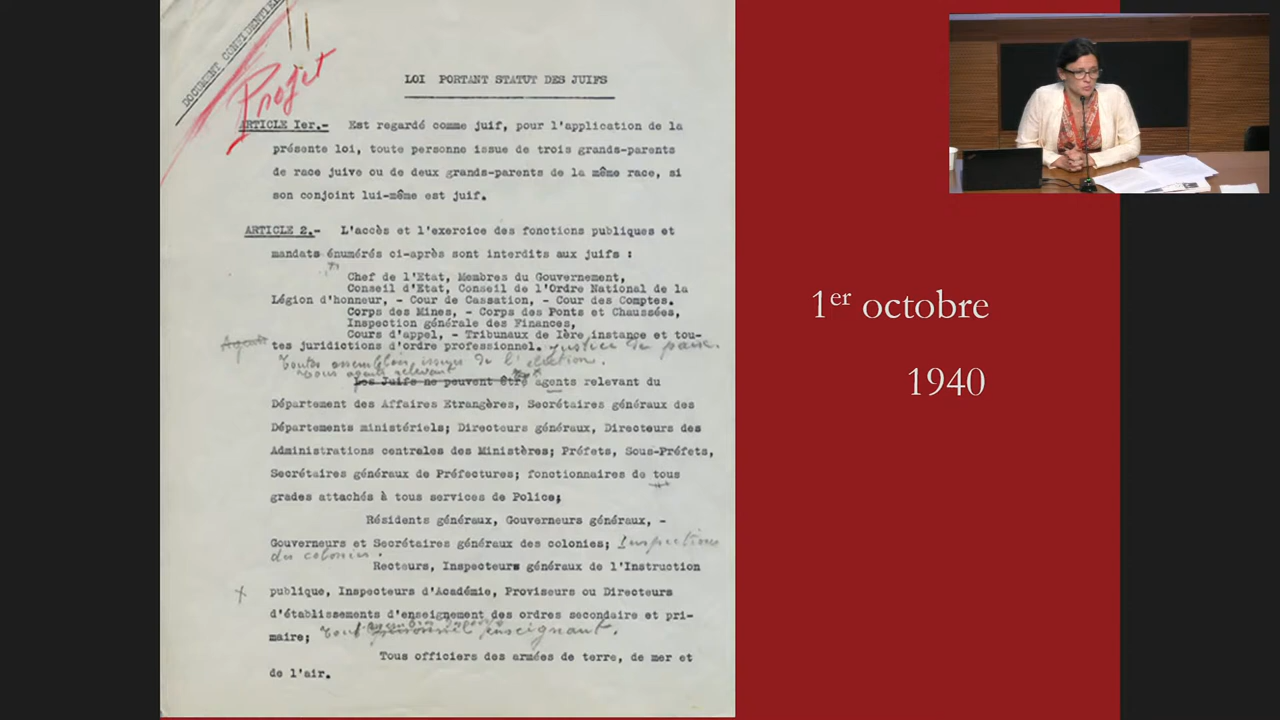 DOCUMENT CONFIDENTIEL
Projet
LOI PORTANT STATUT DES JUIFS
ARTICLE Ier.- Est regardé comme juif, pour l'application de la
présente loi, toute personne issue de trois grands-parents
de race juive ou de deux grands-parents de la même race, si
son conjoint lui-même est juif.
ARTICLE 2.- L'accès et l'exercice des fonctions publiques et
mandats énumérés ci-après sont interdits aux juifs :
Chef de l'Etat, Membres du Gouvernement,
Conseil d'Etat, Conseil de l'Ordre National de la
Légion d'honneur, - Cour de Cassation, - Cour des Comptes.
Corps des Mines, - Corps des Ponts et Chaussées,
Inspection générale des Finances,
Cours d'appel, - Tribunaux de Ière instance et tou-
tes juridictions d'ordre professionnel. justice de paix.
Toutes assemblées issues de l'élection.
Tous agents relevant
Les Juifs ne peuvent être agents relevant du
Département des Affaires Etrangères, Secrétaires généraux des
Départements ministériels; Directeurs généraux, Directeurs des
Administrations centrales des Ministères; Préfets, Sous-Préfets,
Secrétaires généraux de Préfectures; fonctionnaires de tous
grades attachés à tous services de Police;
Résidents généraux, Gouverneurs généraux, -
Gouverneurs et Secrétaires généraux des colonies; Inspections
des colonies.
Recteurs, Inspecteurs généraux de l'Instruction
publique, Inspecteurs d'Académie, Proviseurs ou Directeurs
d'établissements d'enseignement des ordres secondaire et pri-
maire; Tout personnel enseignant.
Tous officiers des armées de terre, de mer et
de l'air.
1er octobre
1940